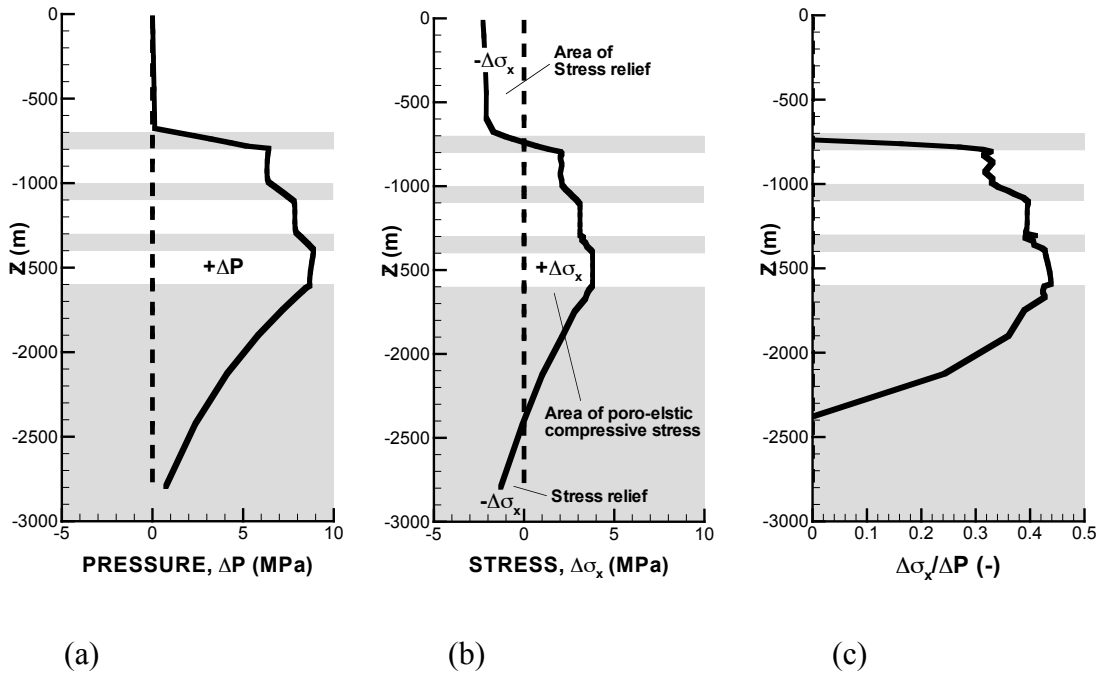 0
-500
-1000
-1500
-2000
-2500
-3000
Z (m)
+ΔP
-5 0 5 10
PRESSURE, ΔP (MPa)
(a)
0
-500
-1000
-1500
-2000
-2500
-3000
Z (m)
-Δσx
Area of
Stress relief
+Δσx
Area of poro-elstic
compressive stress
-Δσx
Stress relief
-5 0 5 10
STRESS, Δσx (MPa)
(b)
0
-500
-1000
-1500
-2000
-2500
-3000
Z (m)
0 0.1 0.2 0.3 0.4 0.5
Δσx/ΔP (-)
(c)